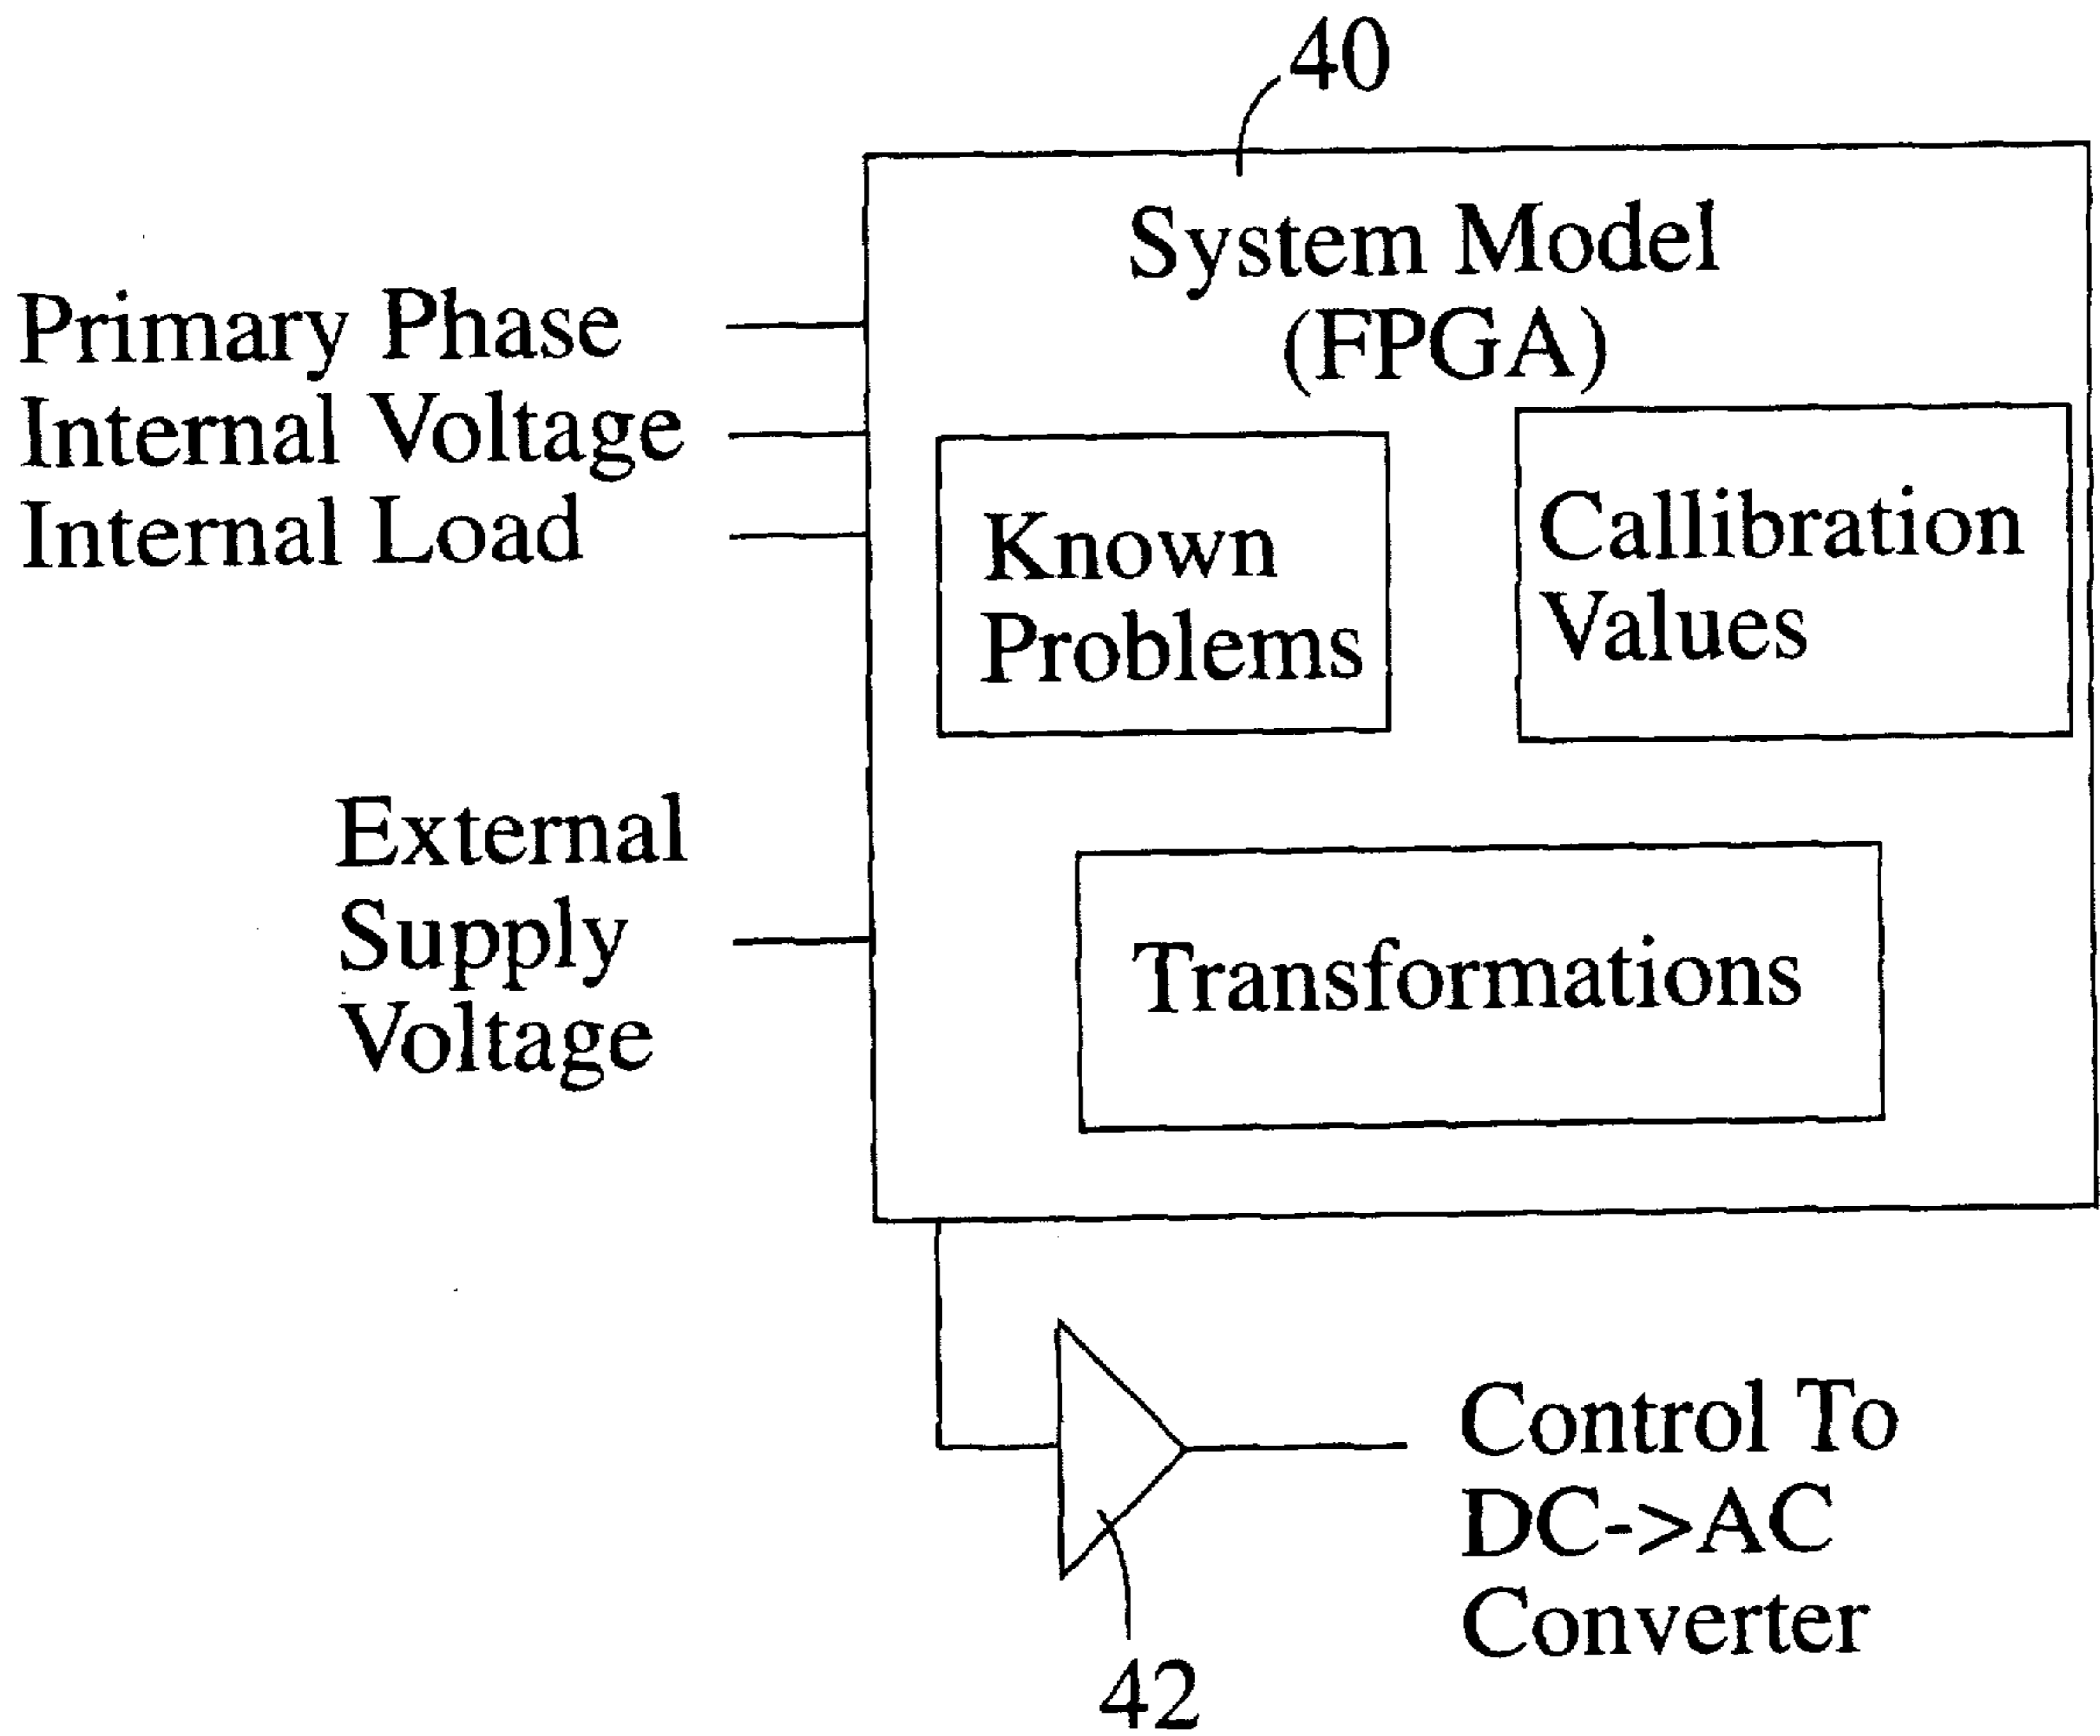 40
System Model
(FPGA)
Primary Phase
Internal Voltage
Internal Load
Known
Problems
Callibration
Values
External
Supply
Voltage
Transformations
Control To
DC->AC
Converter
42